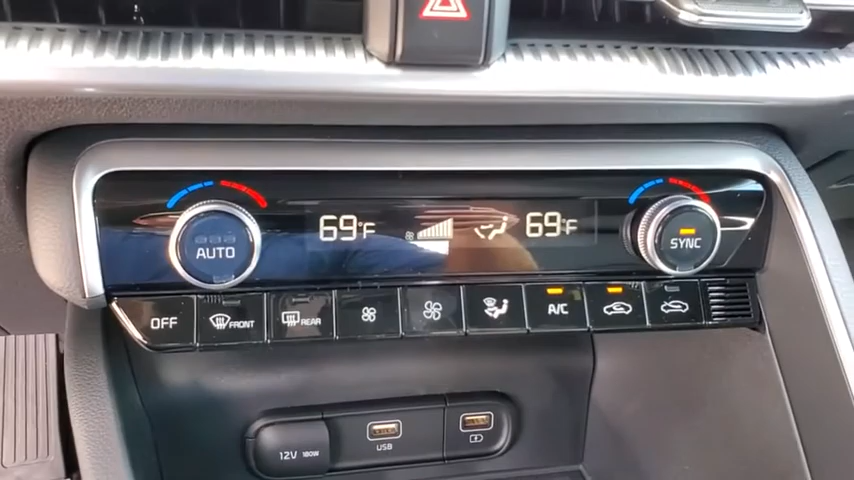 69°F
69°F
AUTO
SYNC
OFF
FRONT
REAR
A/C
12V 180W
USB